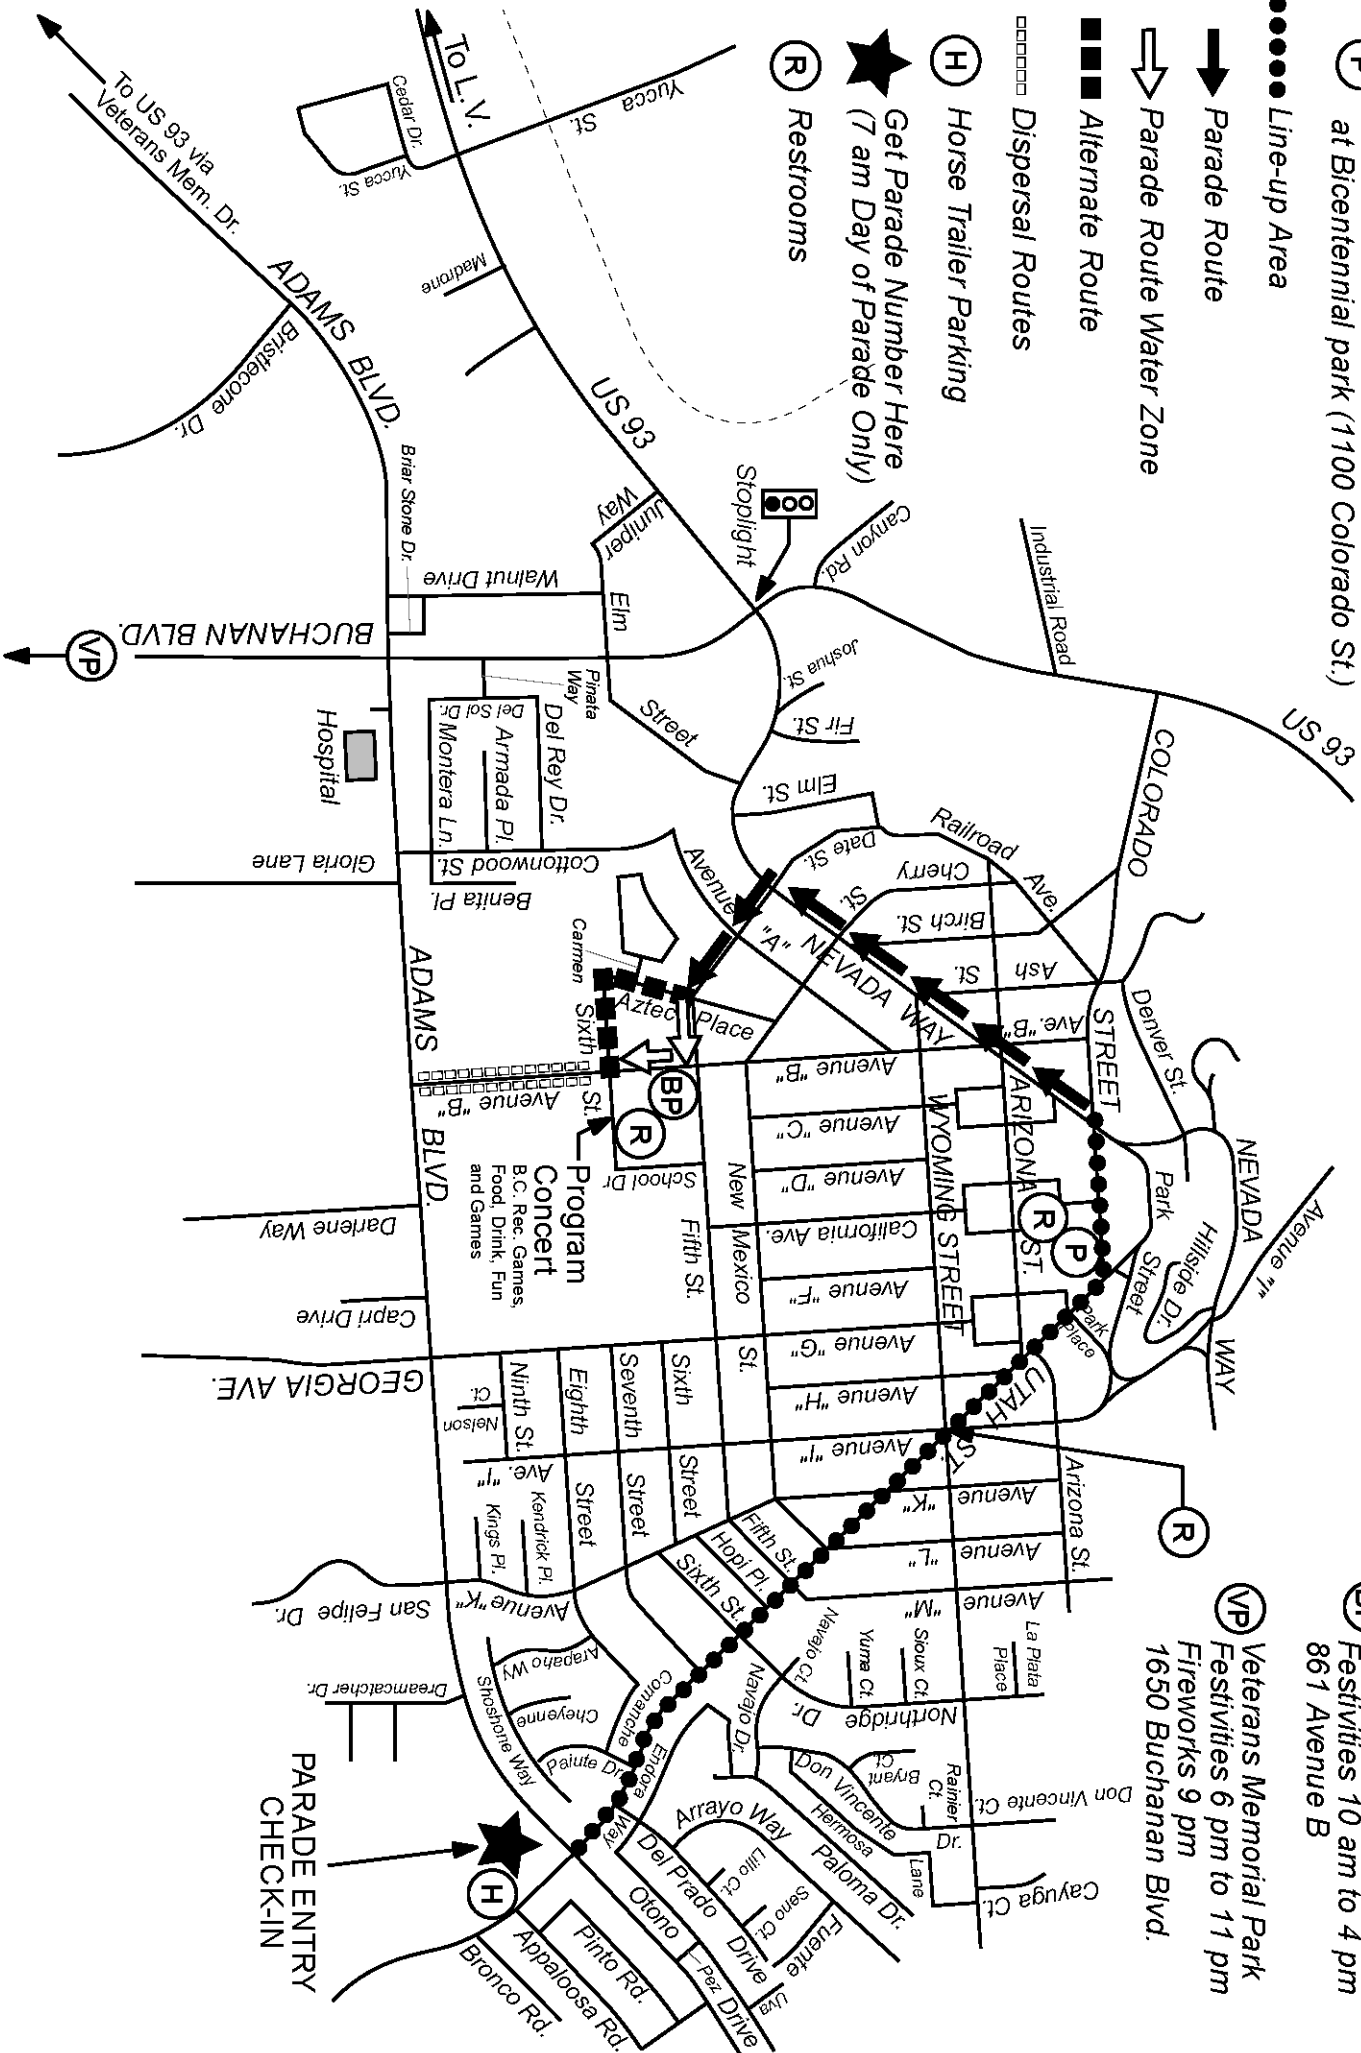 P
at Bicentennial park (1100 Colorado St.)
Line-up Area
Parade Route
Parade Route Water Zone
Alternate Route
Dispersal Routes
H
Horse Trailer Parking
Get Parade Number Here
(7 am Day of Parade Only)
R
Restrooms
Festivities 10 am to 4 pm
861 Avenue B
VP
Veterans Memorial Park
Festivities 6 pm to 11 pm
Fireworks 9 pm
1650 Buchanan Blvd.
US 93
Industrial Road
Canyon Rd.
Stoplight
US 93
To L.V.
Yucca
St.
Cedar Dr.
Yucca St.
Madrone
To US 93 via
Veterans Mem. Dr.
ADAMS BLVD.
Bristlecone Dr.
Briar Stone Dr.
Juniper
Way
Walnut Drive
Elm
Street
BUCHANAN BLVD.
VP
Joshua St.
Fir St.
Elm St.
Pinata
Way
Del Rey Dr.
Del Sol Dr.
Armada Pl.
Montera Ln.
Hospital
Gloria Lane
Cottonwood St.
Benita Pl.
COLORADO
STREET
Railroad
Ave.
Date St.
Cherry
St.
Birch St.
Ash
St.
Ave. "B"
Denver St.
Avenue
"A"
NEVADA WAY
Carmen
Aztec
Place
Sixth
St.
ADAMS
BLVD.
Avenue "B"
Avenue "B"
BP
R
School Dr
Program
Concert
B.C. Rec. Games,
Food, Drink, Fun
and Games
Avenue "C"
Avenue "D"
California Ave.
Avenue "F"
Avenue "G"
Avenue "H"
Avenue "I"
New
Mexico
St.
Fifth St.
WYOMING STREET
ARIZONA
ST.
R
P
Park
Street
Park
Place
Hillside Dr.
NEVADA
WAY
Avenue "I"
UTAH
ST.
R
Darlene Way
Capri Drive
GEORGIA AVE.
Sixth
Street
Seventh
Street
Eighth
Street
Ninth St.
Nelson
Ct.
Ave. "I"
Kendrick Pl.
Kings Pl.
Avenue "K"
San Felipe Dr.
Avenue "K"
Avenue "L"
Avenue "M"
Arizona St.
Fifth St.
Hopi Pl.
Sixth St.
Navajo Ct.
Navajo Dr.
Yuma Ct.
Sioux Ct.
La Plata
Place
Northridge
Dr.
Arapaho Wy
Cheyenne
Comanche
Paiute Dr.
Shoshone Way
Dreamcatcher Dr.
Endora
Way
Don Vincente
Dr.
Bryant
Ct.
Rainier
Ct.
Don Vincente Ct.
Hermosa
Lane
Cayuga Ct.
Paloma Dr.
Arrayo Way
Del Prado
Drive
Lillo Ct.
Seno Ct.
Fuente
Uva
Otono
Drive
Pez
Pinto Rd.
Appaloosa Rd.
Bronco Rd.
H
PARADE ENTRY
CHECK-IN